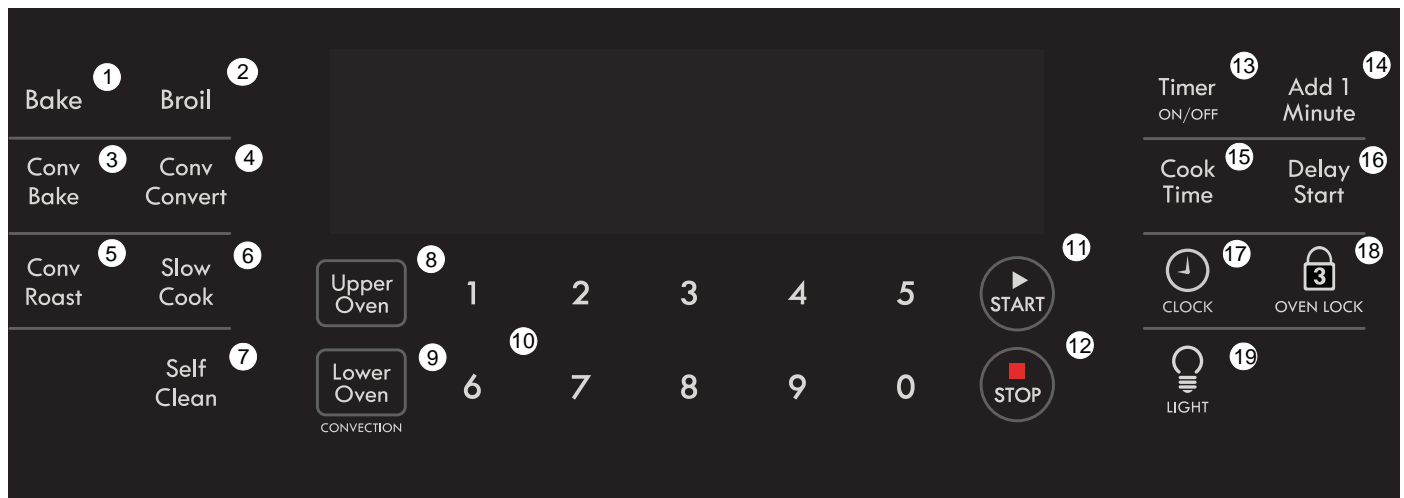 1
2
Bake
Broil
3
4
Conv
Bake
Conv
Convert
5
6
Conv
Roast
Slow
Cook
7
Self
Clean
8
Upper
Oven
1 2 3 4 5
9
Lower
Oven
CONVECTION
10
6 7 8 9 0
11
START
12
STOP
13
14
Timer
ON/OFF
Add 1
Minute
15
16
Cook
Time
Delay
Start
17
18
CLOCK
3
OVEN LOCK
19
LIGHT